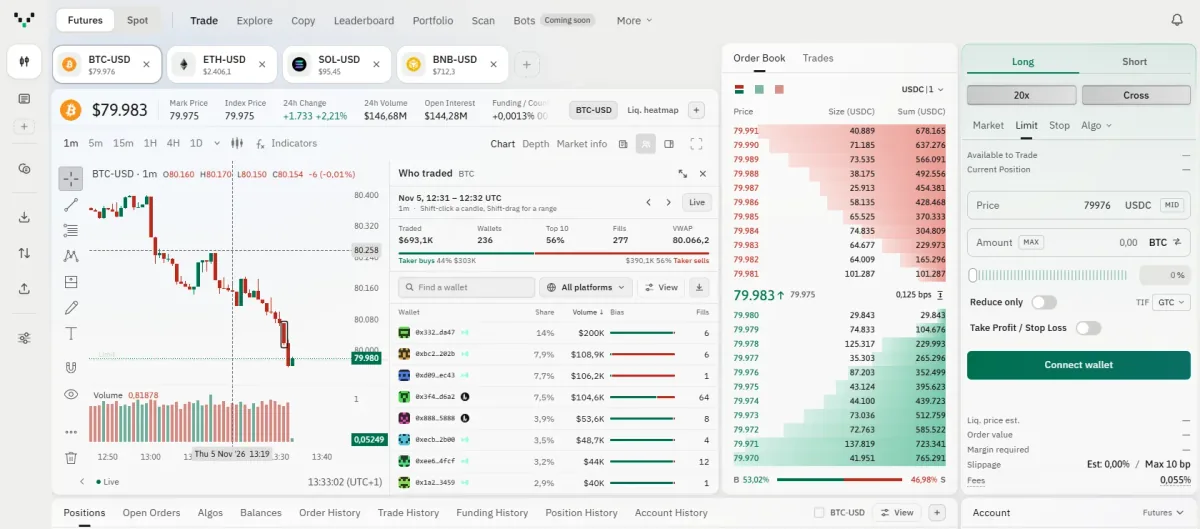 Futures Spot Trade Explore Copy Leaderboard Portfolio Scan Bots Coming soon More
BTC-USD $79.976
ETH-USD $2.406,1
SOL-USD $95,45
BNB-USD $712,3
$79.983
Mark Price 79.975
Index Price 79.975
24h Change +1.733 +2,21%
24h Volume $146,68M
Open Interest $144,28M
Funding / Coun +0,0013% 00
BTC-USD Liq. heatmap
1m 5m 15m 1H 4H 1D Indicators
Chart Depth Market info
BTC-USD · 1m O80.160 H80.170 L80.150 C80.154 -6 (-0,01%)
80.400
80.320
80.258
80.240
80.160
80.080
80.000
79.980
Limit
Volume 0,81878
1
0,05249
12:50 13:00 Thu 5 Nov '26 13:19 13:30 13:40
Live 13:33:02 (UTC+1)
Who traded BTC
Nov 5, 12:31 – 12:32 UTC
1m · Shift-click a candle, Shift-drag for a range
Live
Traded Wallets Top 10 Fills VWAP
$693,1K 236 56% 277 80.066,2
Taker buys 44% $303K $390,1K 56% Taker sells
Find a wallet All platforms View
Wallet Share Volume ↓ Bias Fills
0x332_da47 14% $200K 6
0xbc2_202b 7,9% $108,9K 6
0xd09_ec43 7,7% $106,2K 1
0x3f4_d6a2 7,5% $104,6K 64
0x888_5888 3,9% $53,6K 8
0xecb_2b00 3,5% $48,7K 4
0xee6_4fcf 3,2% $44K 12
0x1a2_3459 2,9% $40K 1
Order Book Trades
USDC | 1
Price Size (USDC) Sum (USDC)
79.991 40.889 678.165
79.990 71.185 637.276
79.989 73.535 566.091
79.988 38.175 492.556
79.987 25.913 454.381
79.986 58.135 428.468
79.985 65.525 370.333
79.984 74.835 304.809
79.983 64.677 229.973
79.982 64.009 165.296
79.981 101.287 101.287
79.983↑ 79.975 0,125 bps
79.980 29.843 29.843
79.979 74.833 104.676
79.978 125.317 229.993
79.977 35.303 265.296
79.976 87.203 352.499
79.975 43.124 395.623
79.974 44.100 439.723
79.973 73.036 512.759
79.972 72.763 585.522
79.971 137.819 723.341
79.970 41.951 765.291
B 53,02% 46,98% S
Long Short
20x Cross
Market Limit Stop Algo
Available to Trade —
Current Position —
Price 79976 USDC MID
Amount MAX 0,00 BTC
0 %
Reduce only TIF GTC
Take Profit / Stop Loss
Connect wallet
Liq. price est. —
Order value —
Margin required —
Slippage Est: 0,00% / Max 10 bp
Fees 0,055%
Positions Open Orders Algos Balances Order History Trade History Funding History Position History Account History
BTC-USD View
Account Futures